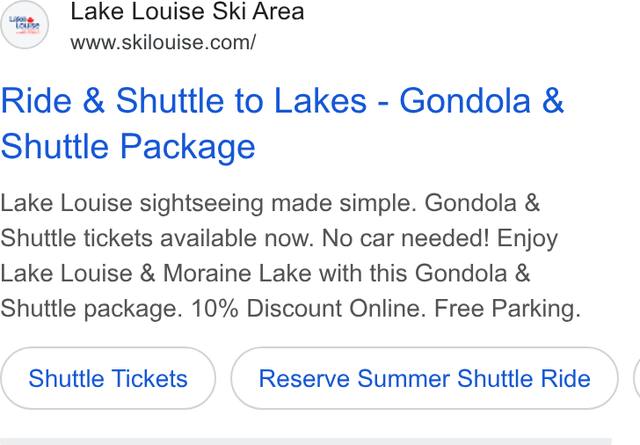 Lake Louise
Lake Louise Ski Area
www.skilouise.com/
Ride & Shuttle to Lakes - Gondola &
Shuttle Package
Lake Louise sightseeing made simple. Gondola &
Shuttle tickets available now. No car needed! Enjoy
Lake Louise & Moraine Lake with this Gondola &
Shuttle package. 10% Discount Online. Free Parking.
Shuttle Tickets
Reserve Summer Shuttle Ride